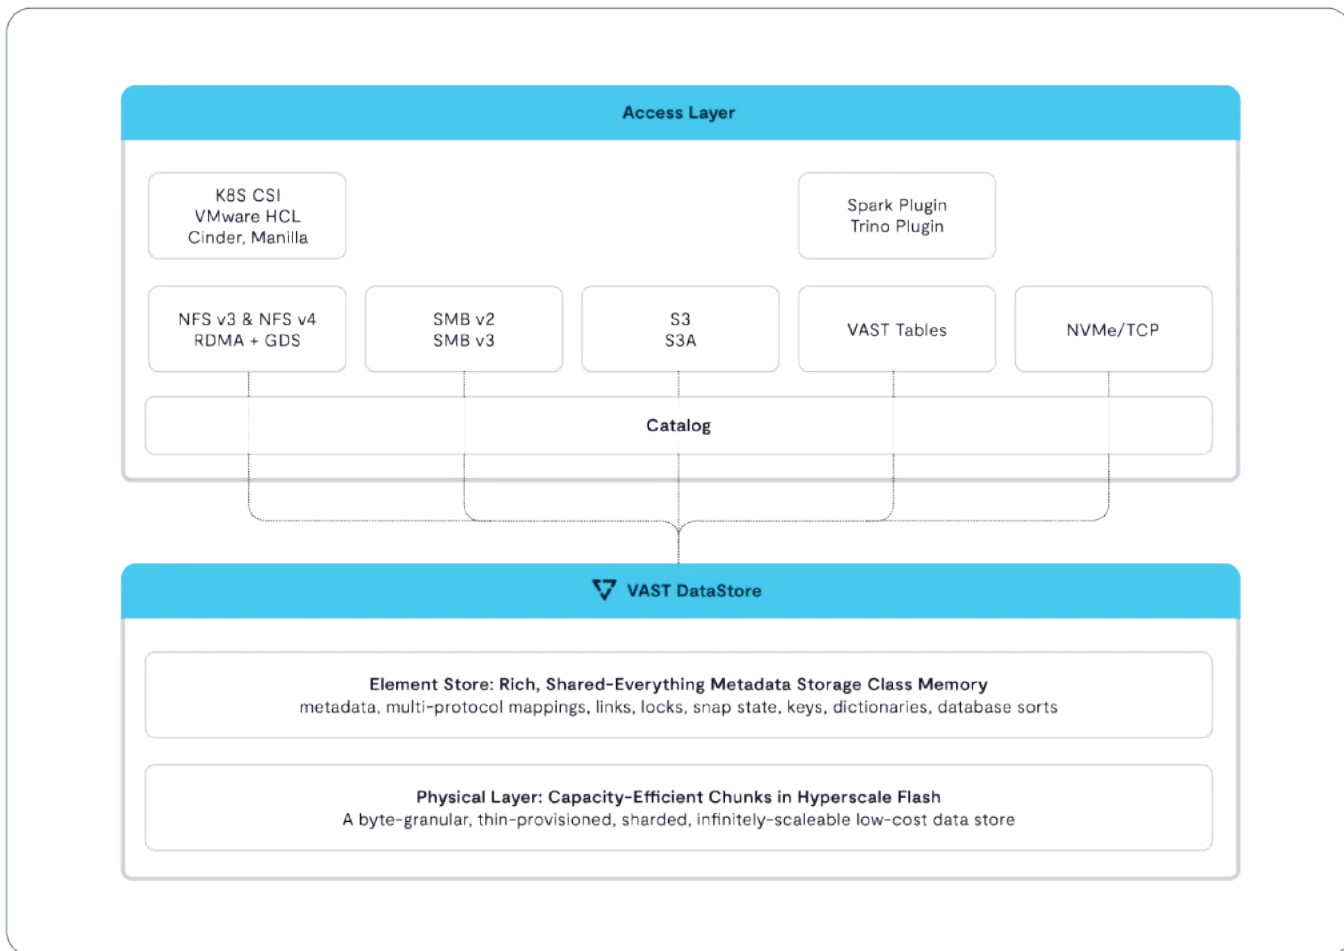 Access Layer
K8S CSI
VMware HCL
Cinder, Manilla
Spark Plugin
Trino Plugin
NFS v3 & NFS v4
RDMA + GDS
SMB v2
SMB v3
S3
S3A
VAST Tables
NVMe/TCP
Catalog
VAST DataStore
Element Store: Rich, Shared-Everything Metadata Storage Class Memory
metadata, multi-protocol mappings, links, locks, snap state, keys, dictionaries, database sorts
Physical Layer: Capacity-Efficient Chunks in Hyperscale Flash
A byte-granular, thin-provisioned, sharded, infinitely-scaleable low-cost data store